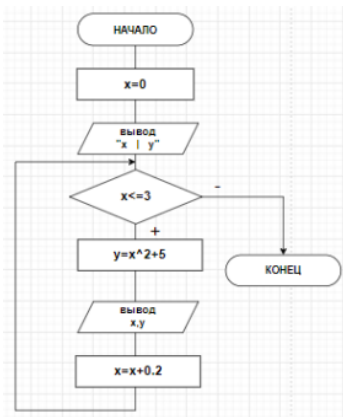 НАЧАЛО
x=0
вывод
"x | y"
x<=3
-
+
y=x^2+5
КОНЕЦ
вывод
x,y
x=x+0.2